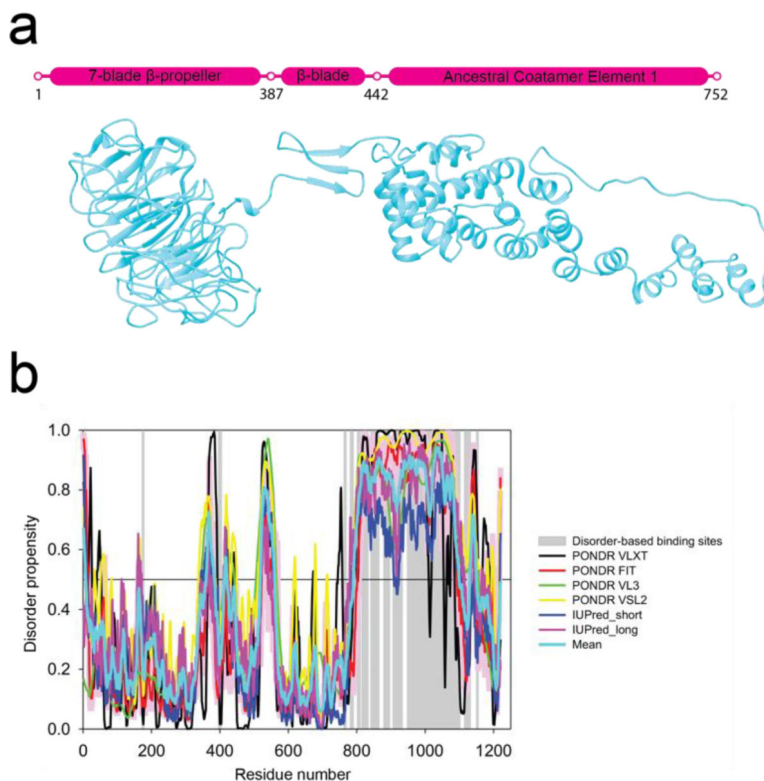 a
7-blade β-propeller β-blade Ancestral Coatamer Element 1
1 387 442 752
b
1.0
0.8
0.6
0.4
0.2
0.0
Disorder propensity
0 200 400 600 800 1000 1200
Residue number
Disorder-based binding sites
PONDR VLXT
PONDR FIT
PONDR VL3
PONDR VSL2
IUPred_short
IUPred_long
Mean